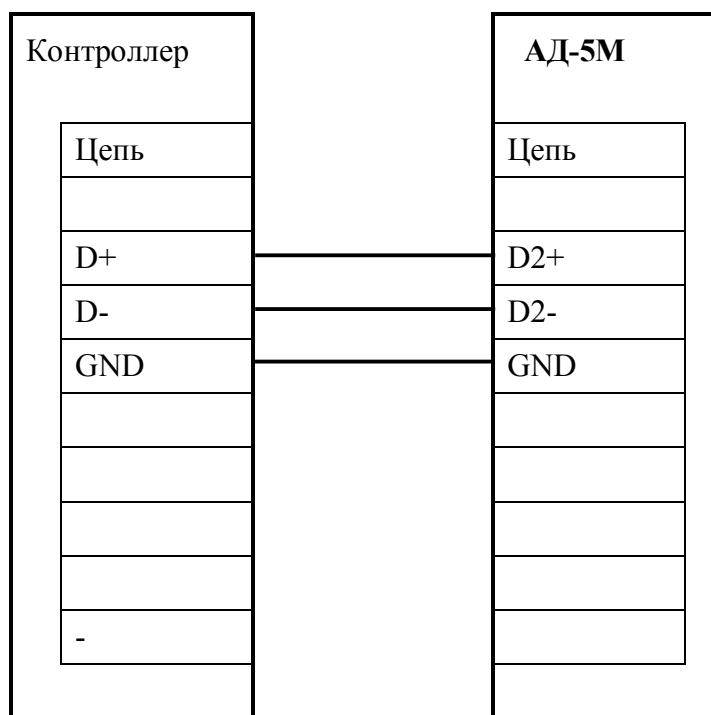 Контроллер
АД-5М
Цепь
Цепь
D+
D2+
D-
D2-
GND
GND
-